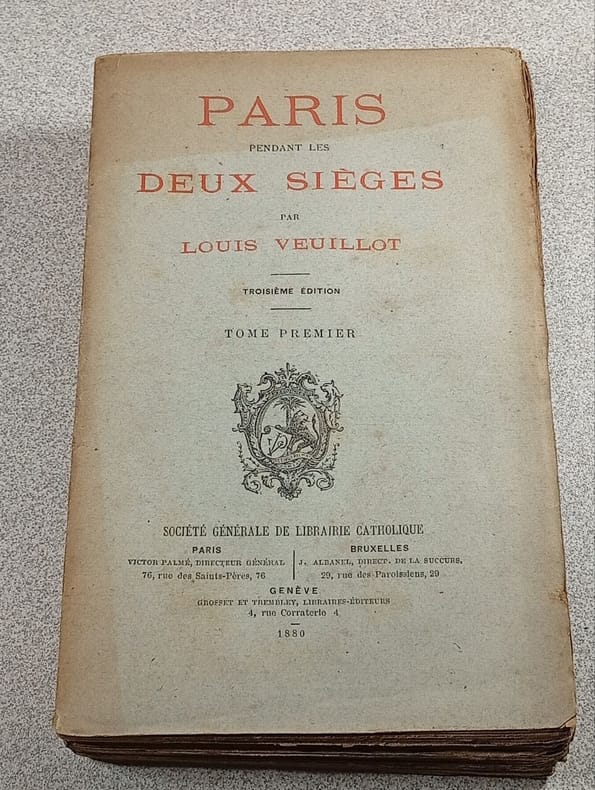 PARIS
PENDANT LES
DEUX SIÈGES
PAR
LOUIS VEUILLOT
TROISIÈME ÉDITION
TOME PREMIER
SOCIÉTÉ GÉNÉRALE DE LIBRAIRIE CATHOLIQUE
PARIS
VICTOR PALMÉ, DIRECTEUR GÉNÉRAL
76, rue des Saints-Pères, 76
BRUXELLES
J. ALBANEL, DIRECT. DE LA SUCCURS.
29, rue des Paroissiens, 29
GENÈVE
GROSSET ET TREMBLEY, LIBRAIRES-ÉDITEURS
4, rue Corraterie 4
1880